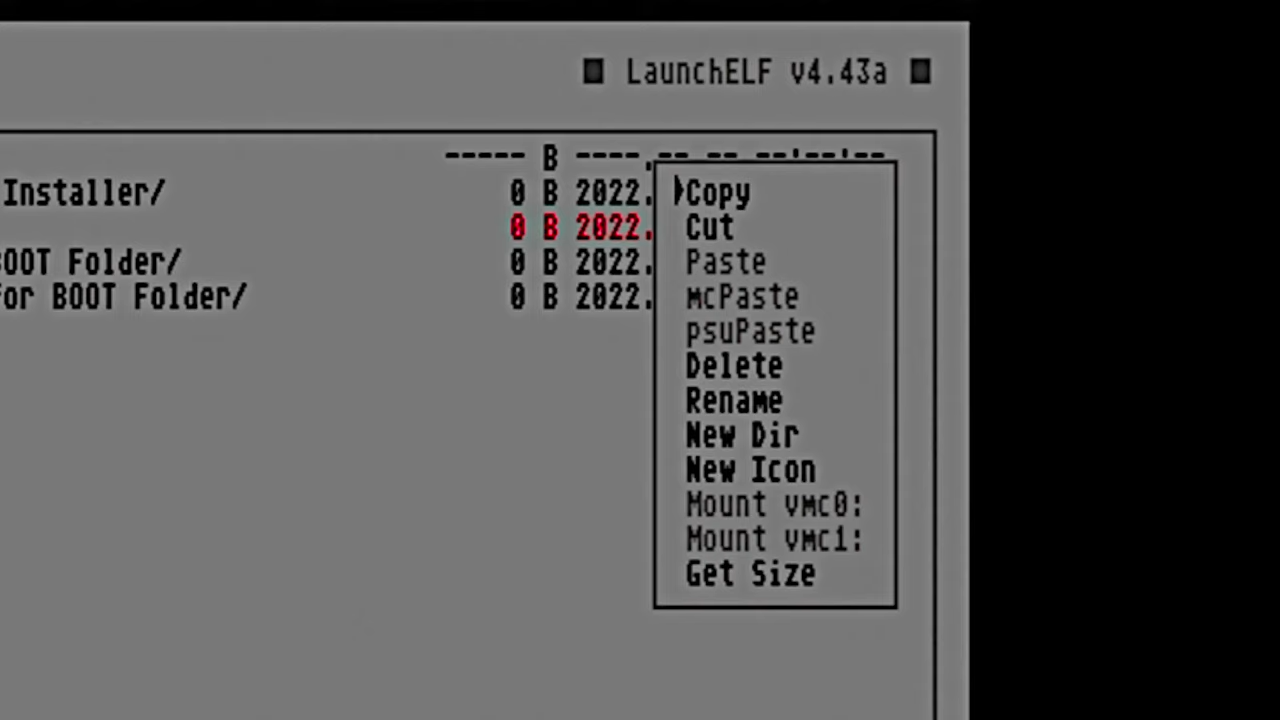 LaunchELF v4.43a
----- B ----.-- -- --:--:--
Installer/ 0 B 2022.
0 B 2022.
BOOT Folder/ 0 B 2022.
for BOOT Folder/ 0 B 2022.
Copy
Cut
Paste
mcPaste
psuPaste
Delete
Rename
New Dir
New Icon
Mount vmc0:
Mount vmc1:
Get Size